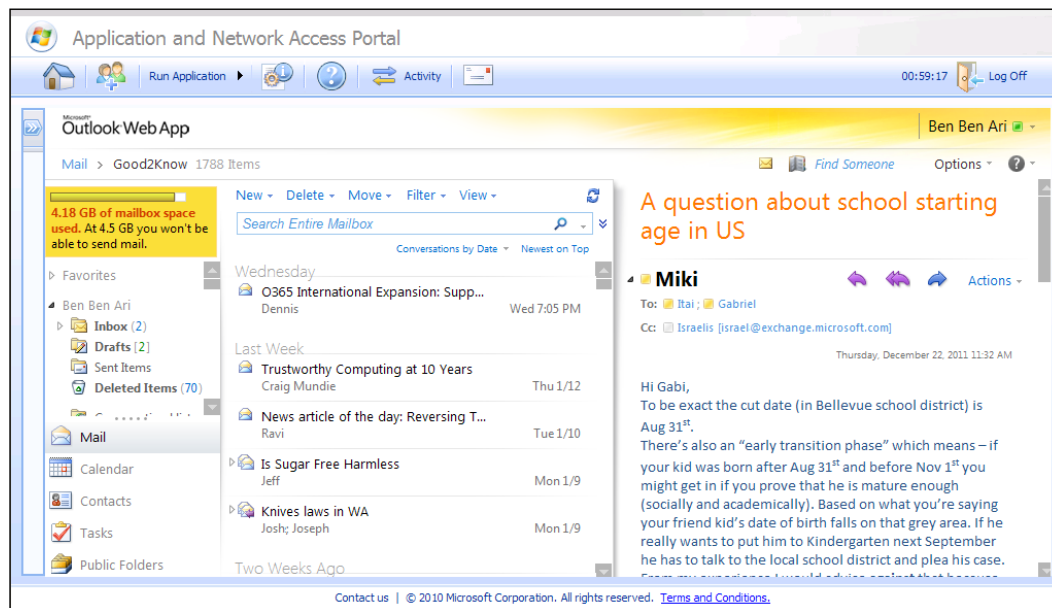 Application and Network Access Portal
Run Application
Activity
00:59:17
Log Off
Microsoft®
Outlook Web App
Ben Ben Ari
Mail > Good2Know 1788 Items
Find Someone
Options
4.18 GB of mailbox space
used. At 4.5 GB you won't be
able to send mail.
Favorites
Ben Ben Ari
Inbox (2)
Drafts [2]
Sent Items
Deleted Items (70)
Mail
Calendar
Contacts
Tasks
Public Folders
New Delete Move Filter View
Search Entire Mailbox
Conversations by Date Newest on Top
Wednesday
O365 International Expansion: Supp...
Dennis Wed 7:05 PM
Last Week
Trustworthy Computing at 10 Years
Craig Mundie Thu 1/12
News article of the day: Reversing T...
Ravi Tue 1/10
Is Sugar Free Harmless
Jeff Mon 1/9
Knives laws in WA
Josh; Joseph Mon 1/9
Two Weeks Ago
A question about school starting
age in US
Miki
Actions
To: Itai ; Gabriel
Cc: Israelis [israel@exchange.microsoft.com]
Thursday, December 22, 2011 11:32 AM
Hi Gabi,
To be exact the cut date (in Bellevue school district) is
Aug 31st.
There's also an "early transition phase" which means – if
your kid was born after Aug 31st and before Nov 1st you
might get in if you prove that he is mature enough
(socially and academically). Based on what you're saying
your friend kid's date of birth falls on that grey area. If he
really wants to put him to Kindergarten next September
he has to talk to the local school district and plea his case.
Contact us | © 2010 Microsoft Corporation. All rights reserved. Terms and Conditions.